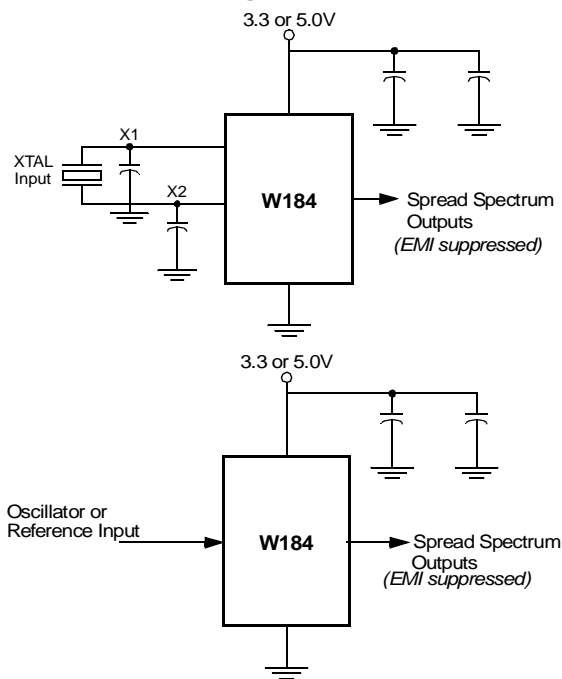 3.3 or 5.0V
X1
XTAL
Input
X2
W184
Spread Spectrum
Outputs
(EMI suppressed)
3.3 or 5.0V
Oscillator or
Reference Input
W184
Spread Spectrum
Outputs
(EMI suppressed)